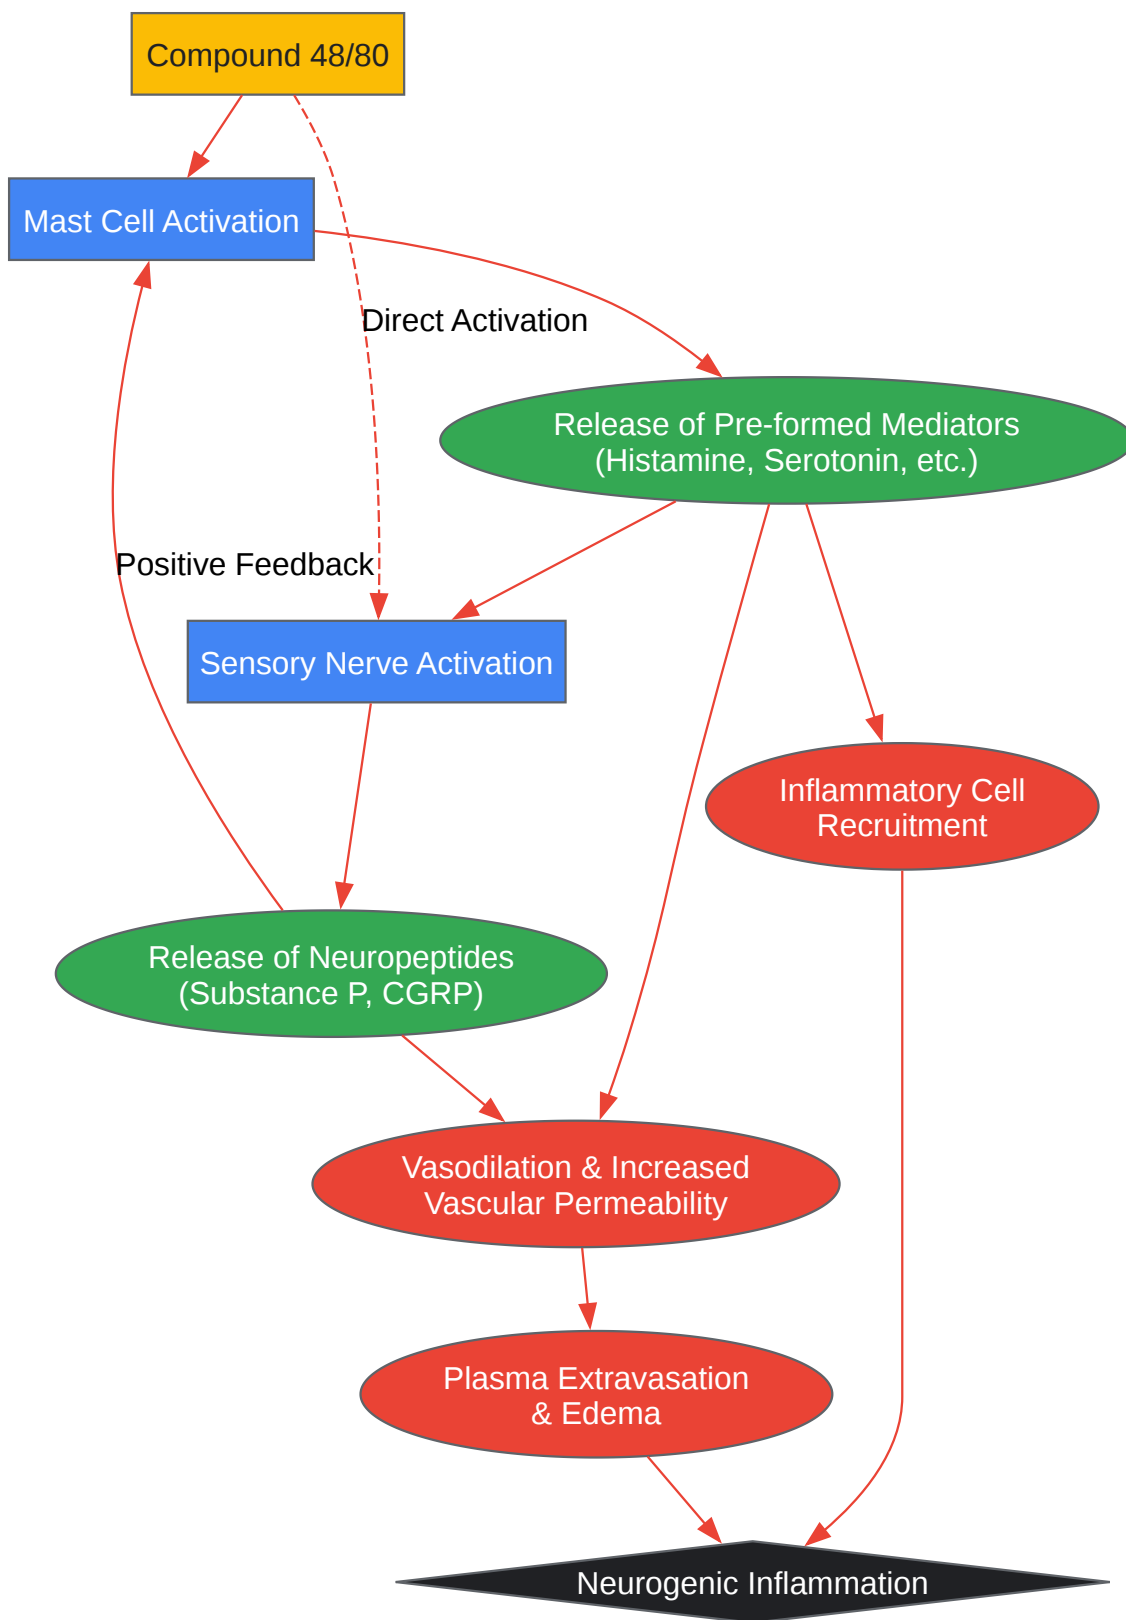 Compound 48/80
Mast Cell Activation
Direct Activation
Release of Pre-formed Mediators
(Histamine, Serotonin, etc.)
Positive Feedback
Sensory Nerve Activation
Inflammatory Cell
Recruitment
Release of Neuropeptides
(Substance P, CGRP)
Vasodilation & Increased
Vascular Permeability
Plasma Extravasation
& Edema
Neurogenic Inflammation